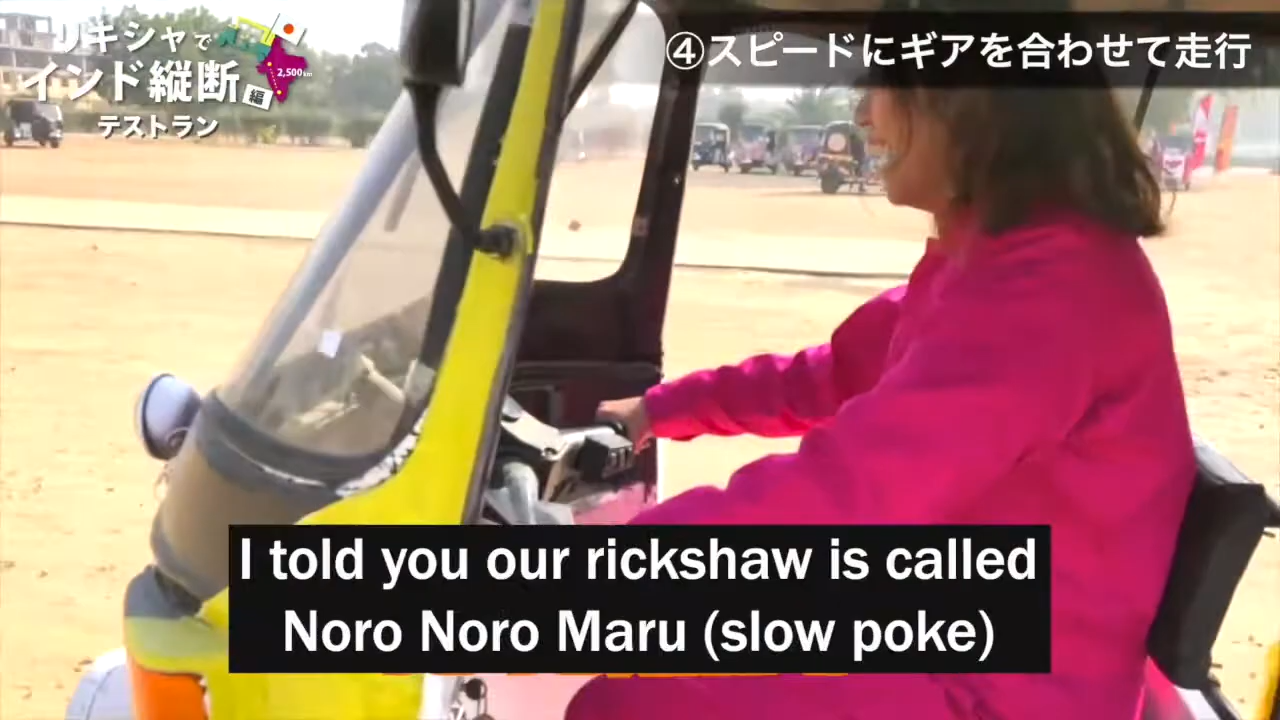 リキシャで
インド縦断編
2,500km
テストラン
④スピードにギアを合わせて走行
I told you our rickshaw is called
Noro Noro Maru (slow poke)